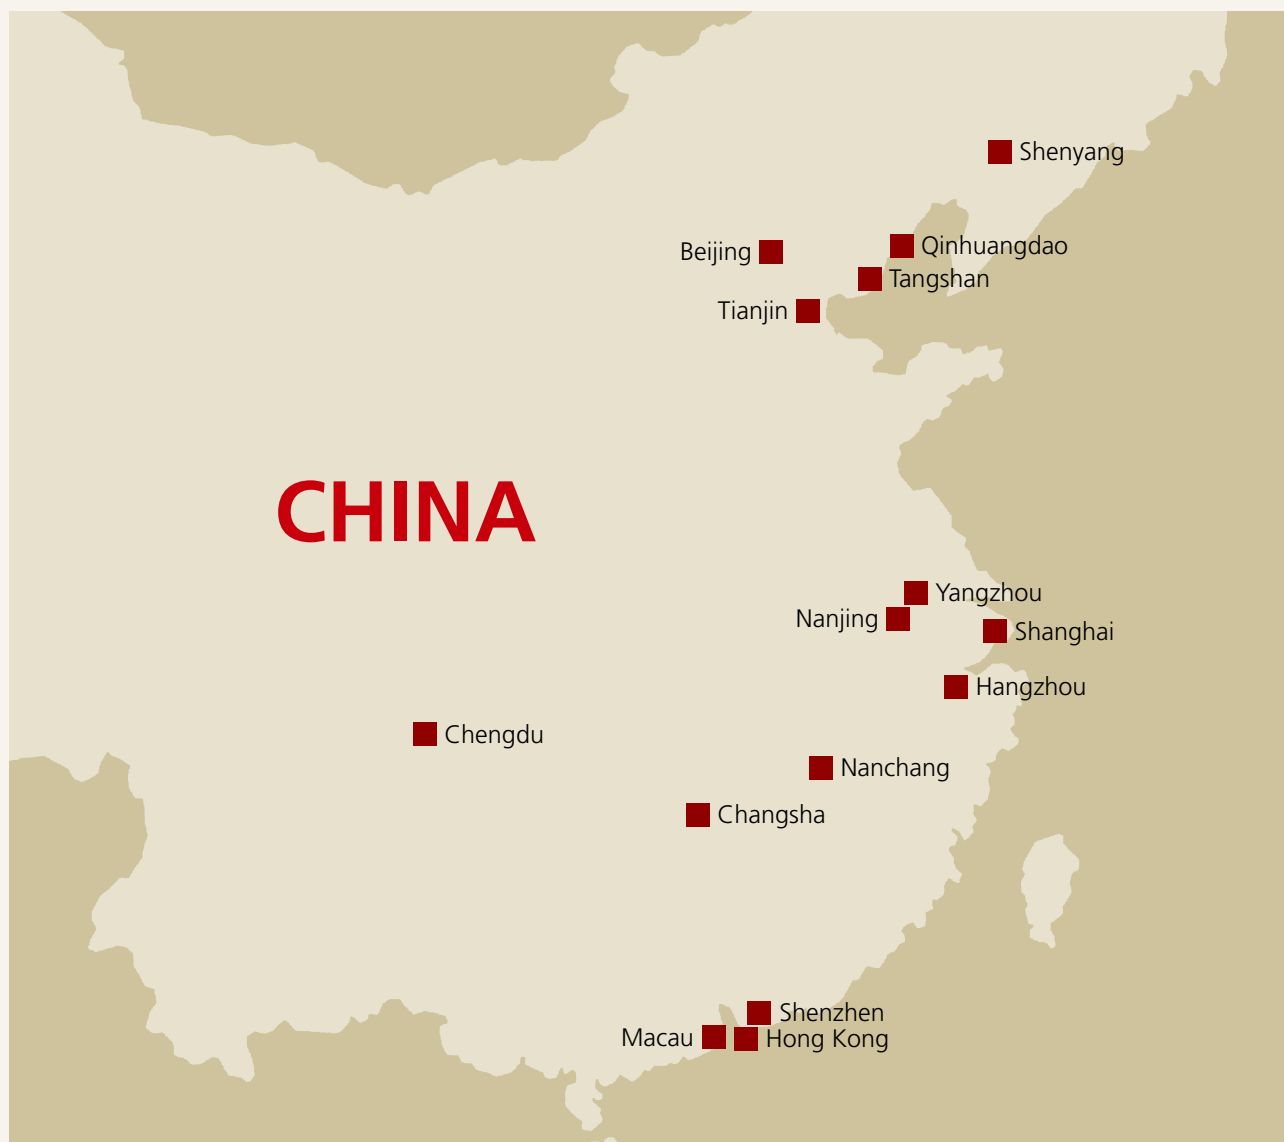 Shenyang
Qinhuangdao
Beijing
Tangshan
Tianjin
CHINA
Yangzhou
Nanjing
Shanghai
Hangzhou
Chengdu
Nanchang
Changsha
Shenzhen
Macau
Hong Kong